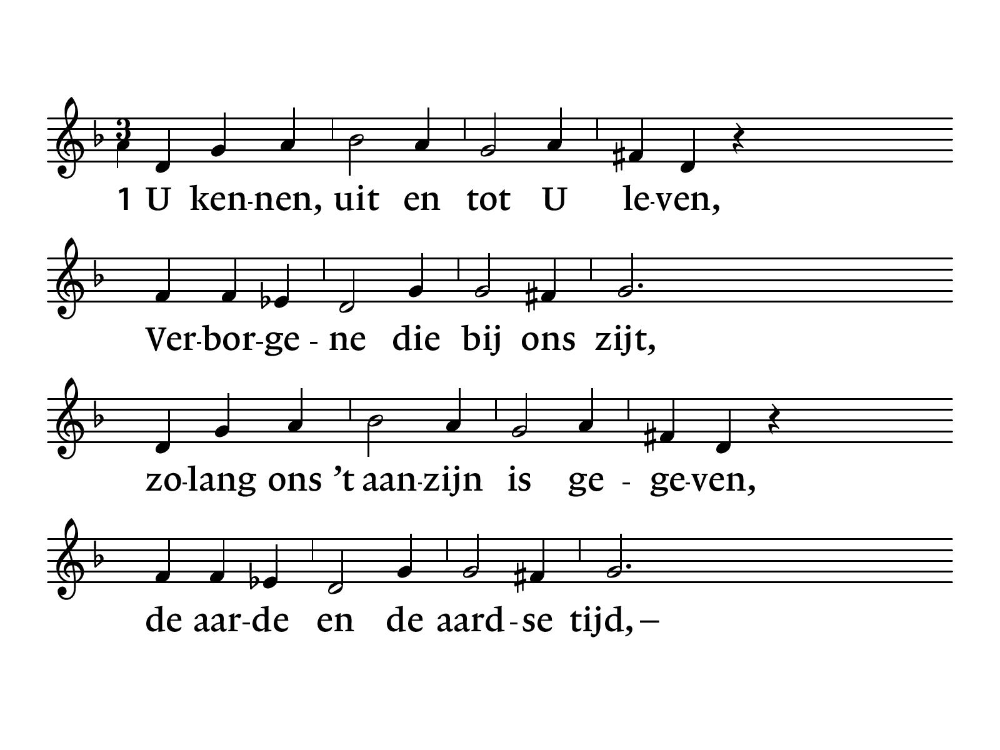 1 U ken-nen, uit en tot U le-ven,
Ver-bor-ge - ne die bij ons zijt,
zo-lang ons ’t aan-zijn is ge - ge-ven,
de aar-de en de aard-se tijd, –